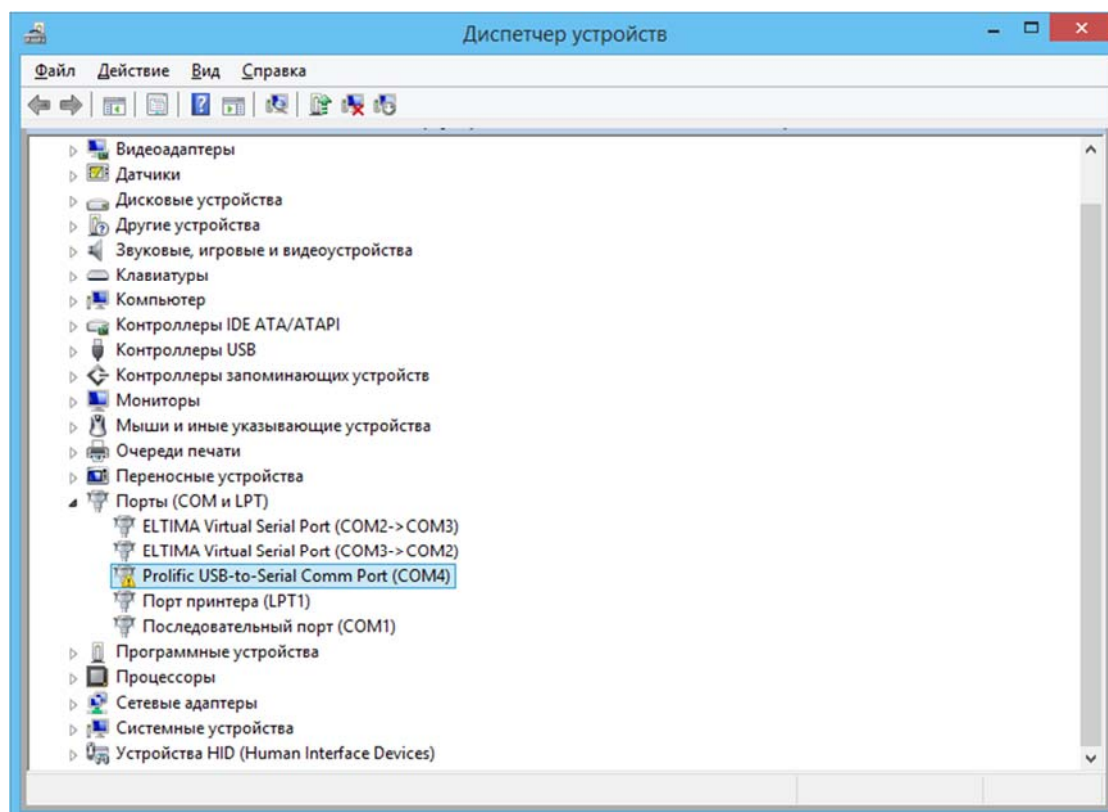 Диспетчер устройств
Файл Действие Вид Справка
Видеоадаптеры
Датчики
Дисковые устройства
Другие устройства
Звуковые, игровые и видеоустройства
Клавиатуры
Компьютер
Контроллеры IDE ATA/ATAPI
Контроллеры USB
Контроллеры запоминающих устройств
Мониторы
Мыши и иные указывающие устройства
Очереди печати
Переносные устройства
Порты (COM и LPT)
ELTIMA Virtual Serial Port (COM2->COM3)
ELTIMA Virtual Serial Port (COM3->COM2)
Prolific USB-to-Serial Comm Port (COM4)
Порт принтера (LPT1)
Последовательный порт (COM1)
Программные устройства
Процессоры
Сетевые адаптеры
Системные устройства
Устройства HID (Human Interface Devices)